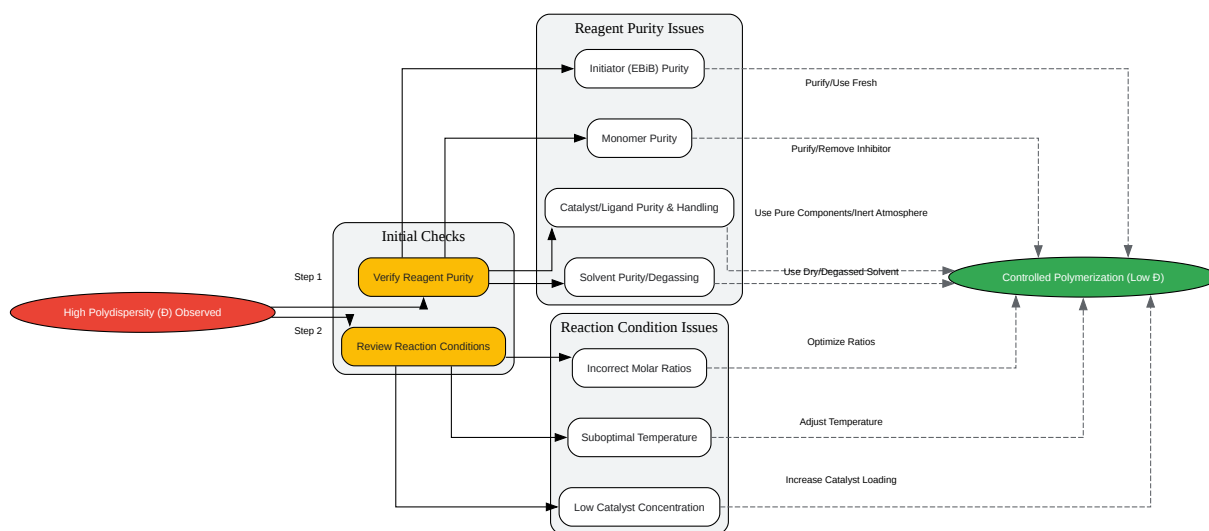 Reagent Purity Issues
Initiator (EBiB) Purity
Purify/Use Fresh
Monomer Purity
Purify/Remove Inhibitor
Catalyst/Ligand Purity & Handling
Use Pure Components/Inert Atmosphere
Initial Checks
Step 1
Verify Reagent Purity
Solvent Purity/Degassing
Use Dry/Degassed Solvent
Controlled Polymerization (Low Đ)
High Polydispersity (Đ) Observed
Step 2
Review Reaction Conditions
Reaction Condition Issues
Incorrect Molar Ratios
Optimize Ratios
Suboptimal Temperature
Adjust Temperature
Low Catalyst Concentration
Increase Catalyst Loading